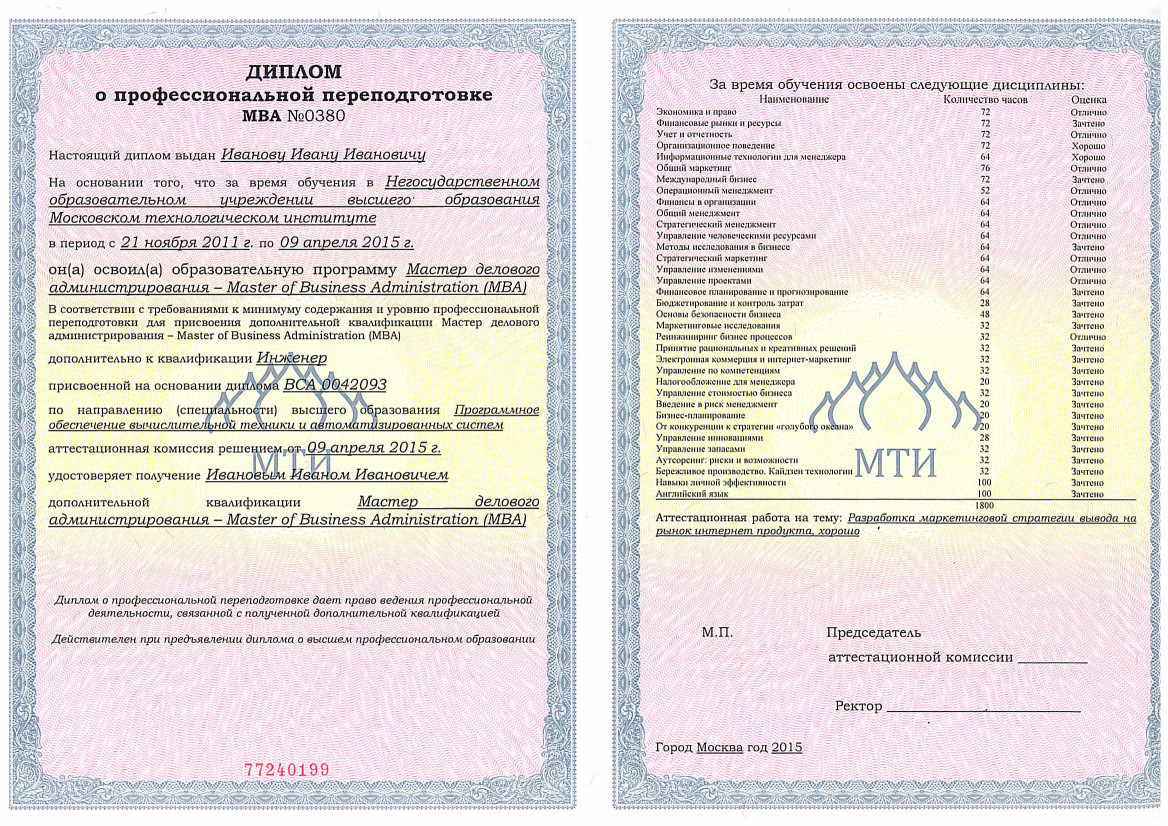 ДИПЛОМ
о профессиональной переподготовке
МВА №0380
Настоящий диплом выдан Иванову Ивану Ивановичу
На основании того, что за время обучения в Негосударственном
образовательном учреждении высшего образования
Московском технологическом институте
в период с 21 ноября 2011 г. по 09 апреля 2015 г.
он(а) освоил(а) образовательную программу Мастер делового
администрирования – Master of Business Administration (MBA)
В соответствии с требованиями к минимуму содержания и уровню профессиональной
переподготовки для присвоения дополнительной квалификации Мастер делового
администрирования – Master of Business Administration (MBA)
дополнительно к квалификации Инженер
присвоенной на основании диплома ВСА 0042093
по направлению (специальности) высшего образования Программное
обеспечение вычислительной техники и автоматизированных систем
аттестационная комиссия решением от 09 апреля 2015 г.
МТИ
удостоверяет получение Ивановым Иваном Ивановичем
дополнительной квалификации Мастер делового
администрирования – Master of Business Administration (MBA)
Диплом о профессиональной переподготовке дает право ведения профессиональной
деятельности, связанной с полученной дополнительной квалификацией
Действителен при предъявлении диплома о высшем профессиональном образовании
77240199
За время обучения освоены следующие дисциплины:
Наименование Количество часов Оценка
Экономика и право 72 Отлично
Финансовые рынки и ресурсы 72 Зачтено
Учет и отчетность 72 Отлично
Организационное поведение 72 Хорошо
Информационные технологии для менеджера 64 Хорошо
Общий маркетинг 76 Отлично
Международный бизнес 72 Зачтено
Операционный менеджмент 52 Отлично
Финансы в организации 64 Отлично
Общий менеджмент 64 Отлично
Стратегический менеджмент 64 Отлично
Управление человеческими ресурсами 64 Отлично
Методы исследования в бизнесе 64 Зачтено
Стратегический маркетинг 64 Отлично
Управление изменениями 64 Отлично
Управление проектами 64 Отлично
Финансовое планирование и прогнозирование 64 Зачтено
Бюджетирование и контроль затрат 28 Зачтено
Основы безопасности бизнеса 48 Зачтено
Маркетинговые исследования 32 Зачтено
Реинжиниринг бизнес процессов 32 Отлично
Принятие рациональных и креативных решений 32 Зачтено
Электронная коммерция и интернет-маркетинг 32 Зачтено
Управление по компетенциям 32 Зачтено
Налогообложение для менеджера 20 Зачтено
Управление стоимостью бизнеса 32 Зачтено
Введение в риск менеджмент 20 Зачтено
Бизнес-планирование 20 Зачтено
От конкуренции к стратегии «голубого океана» 20 Зачтено
Управление инновациями 28 Зачтено
Управление запасами 32 Зачтено
Аутсорсинг: риски и возможности 32 Зачтено
Бережливое производство. Кайдзен технологии 32 Зачтено
Навыки личной эффективности 100 Зачтено
Английский язык 100 Зачтено
1800
МТИ
Аттестационная работа на тему: Разработка маркетинговой стратегии вывода на
рынок интернет продукта, хорошо
М.П. Председатель
аттестационной комиссии
Ректор
Город Москва год 2015